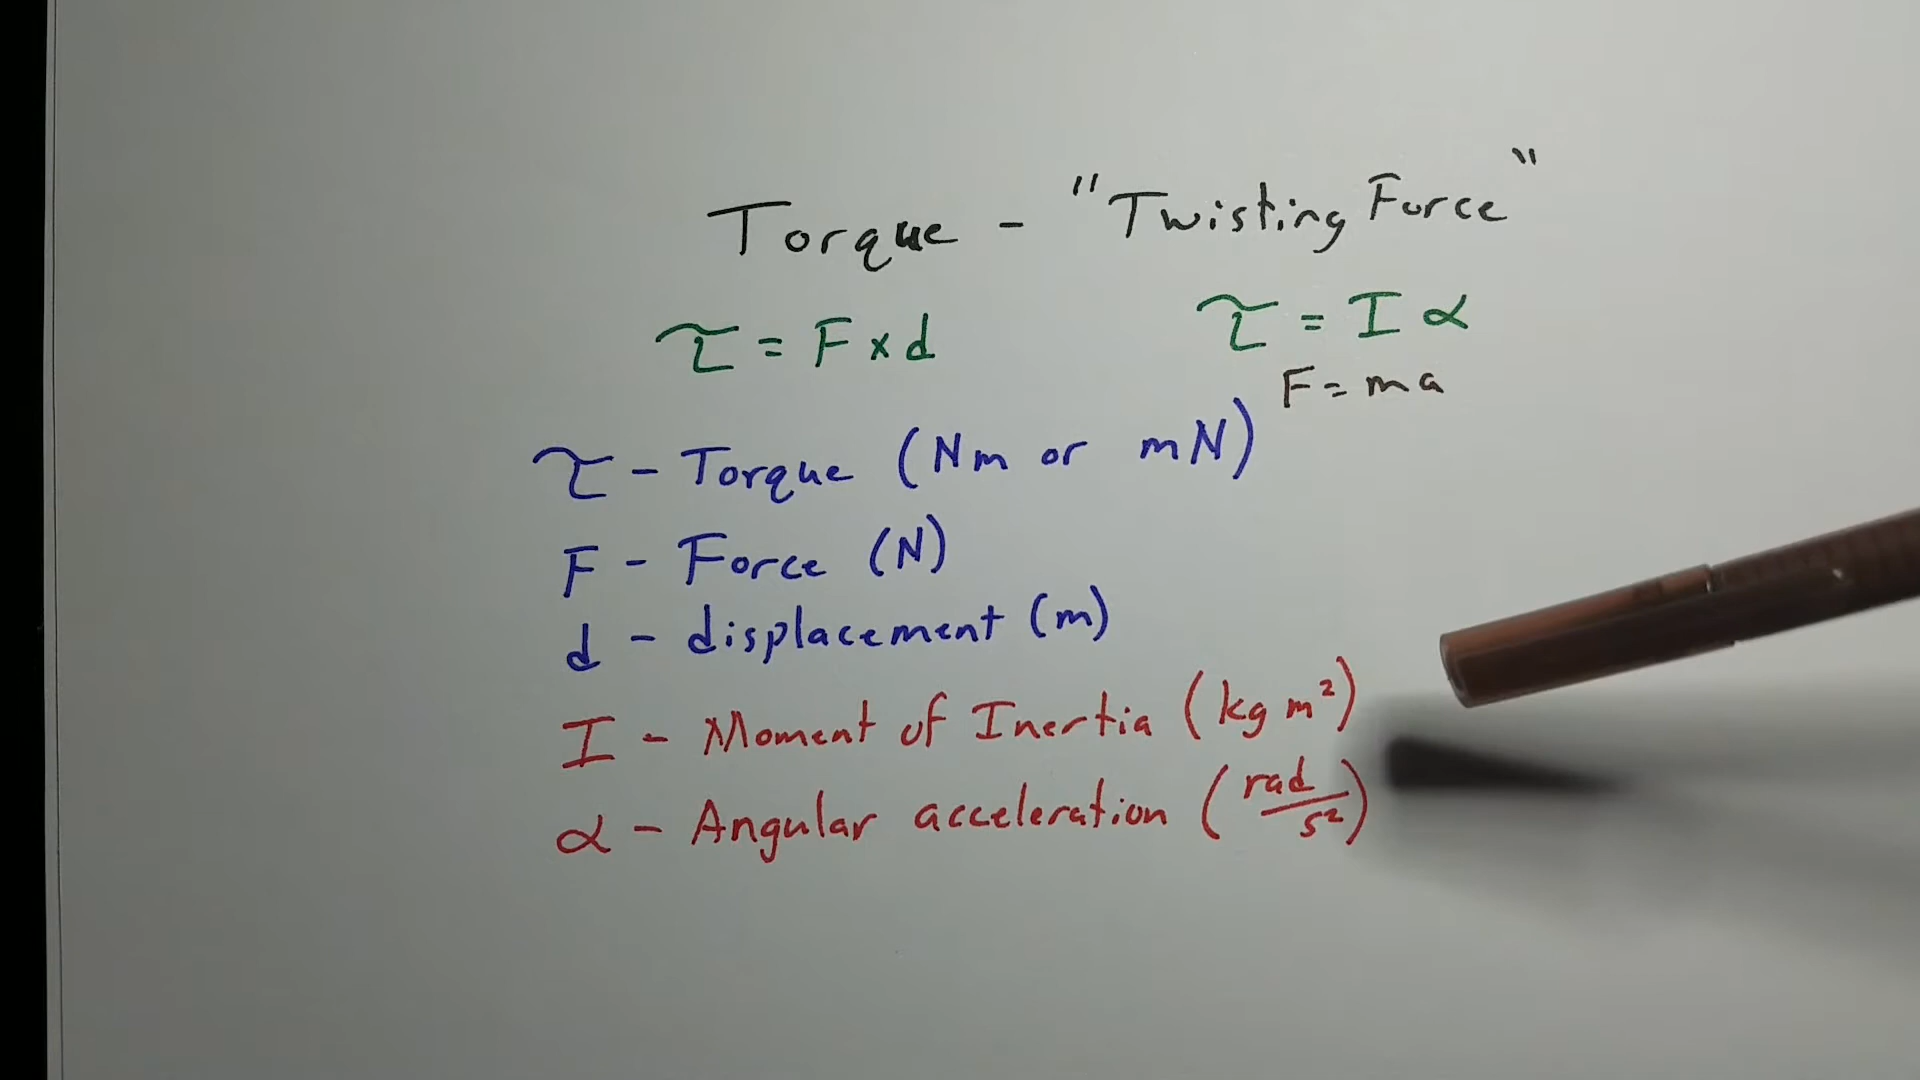 Torque - "Twisting Force"
τ = F x d
τ = I α
F = ma
τ - Torque (Nm or mN)
F - Force (N)
d - displacement (m)
I - Moment of Inertia (kg m²)
α - Angular acceleration (rad/s²)